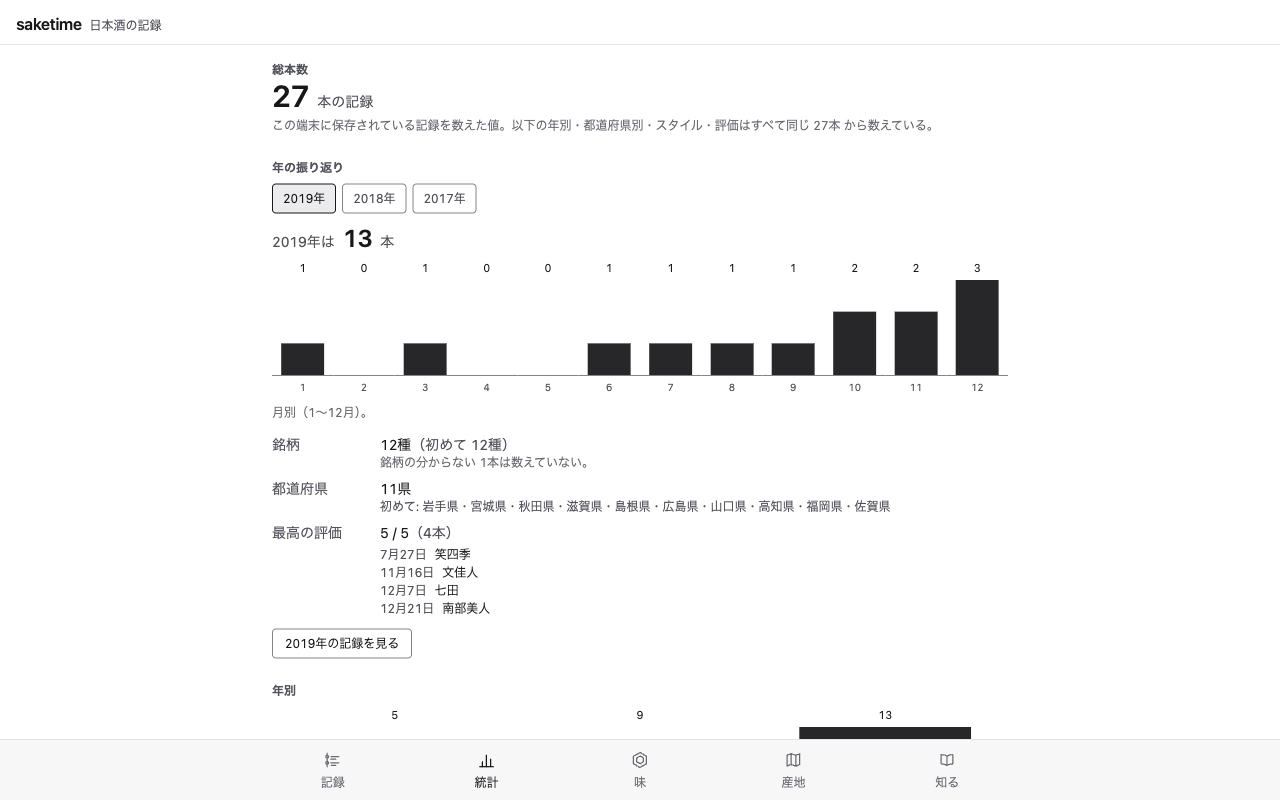 saketime 日本酒の記録
総本数
27 本の記録
この端末に保存されている記録を数えた値。以下の年別・都道府県別・スタイル・評価はすべて同じ 27本 から数えている。
年の振り返り
2019年 2018年 2017年
2019年は 13 本
1 0 1 0 0 1 1 1 1 2 2 3
1 2 3 4 5 6 7 8 9 10 11 12
月別（1〜12月）。
銘柄 12種（初めて 12種）
銘柄の分からない 1本は数えていない。
都道府県 11県
初めて: 岩手県・宮城県・秋田県・滋賀県・島根県・広島県・山口県・高知県・福岡県・佐賀県
最高の評価 5 / 5（4本）
7月27日 笑四季
11月16日 文佳人
12月7日 七田
12月21日 南部美人
2019年の記録を見る
年別
5 9 13
記録 統計 味 産地 知る